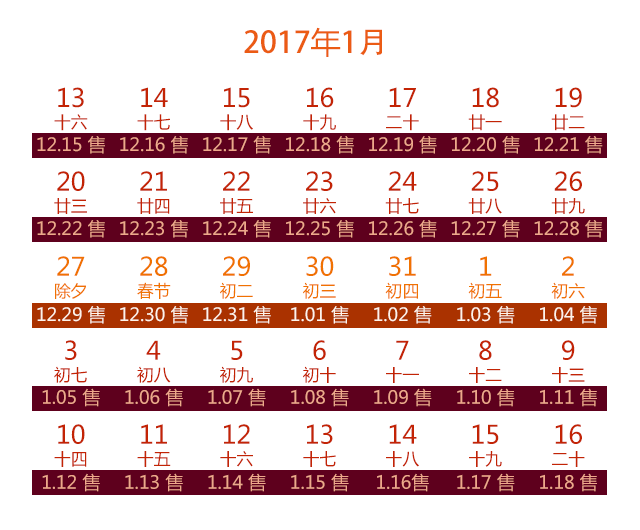 2017年1月
13 14 15 16 17 18 19
十六 十七 十八 十九 二十 廿一 廿二
12.15 售 12.16 售 12.17 售 12.18 售 12.19 售 12.20 售 12.21 售
20 21 22 23 24 25 26
廿三 廿四 廿五 廿六 廿七 廿八 廿九
12.22 售 12.23 售 12.24 售 12.25 售 12.26 售 12.27 售 12.28 售
27 28 29 30 31 1 2
除夕 春节 初二 初三 初四 初五 初六
12.29 售 12.30 售 12.31 售 1.01 售 1.02 售 1.03 售 1.04 售
3 4 5 6 7 8 9
初七 初八 初九 初十 十一 十二 十三
1.05 售 1.06 售 1.07 售 1.08 售 1.09 售 1.10 售 1.11 售
10 11 12 13 14 15 16
十四 十五 十六 十七 十八 十九 二十
1.12 售 1.13 售 1.14 售 1.15 售 1.16售 1.17 售 1.18 售